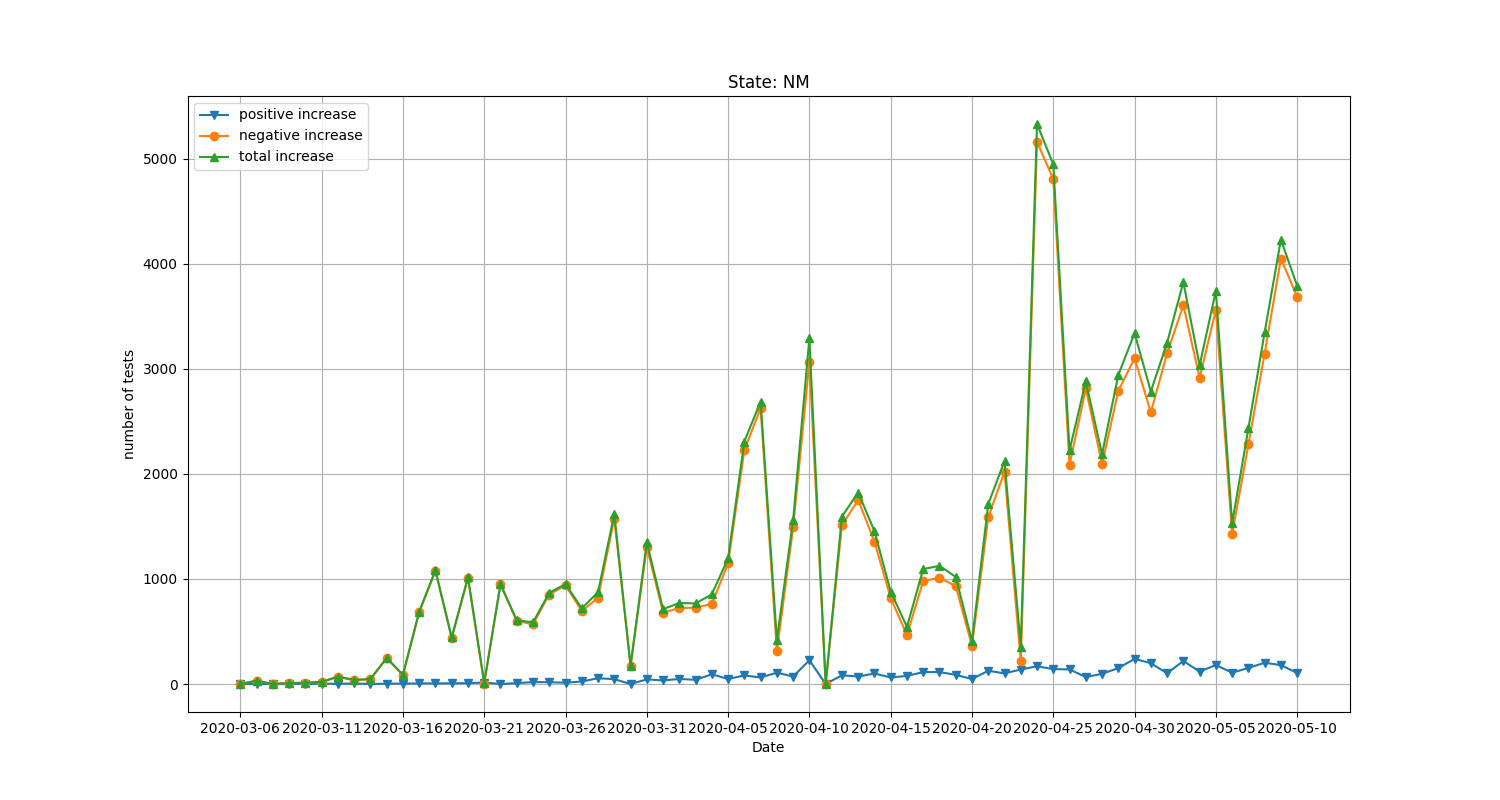 State: NM
positive increase
negative increase
total increase
5000
4000
3000
2000
1000
0
number of tests
2020-03-06 2020-03-11 2020-03-16 2020-03-21 2020-03-26 2020-03-31 2020-04-05 2020-04-10 2020-04-15 2020-04-20 2020-04-25 2020-04-30 2020-05-05 2020-05-10
Date